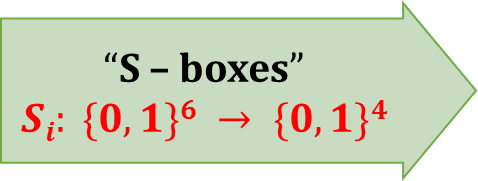 “S – boxes”
Sᵢ: {0, 1}⁶ → {0, 1}⁴